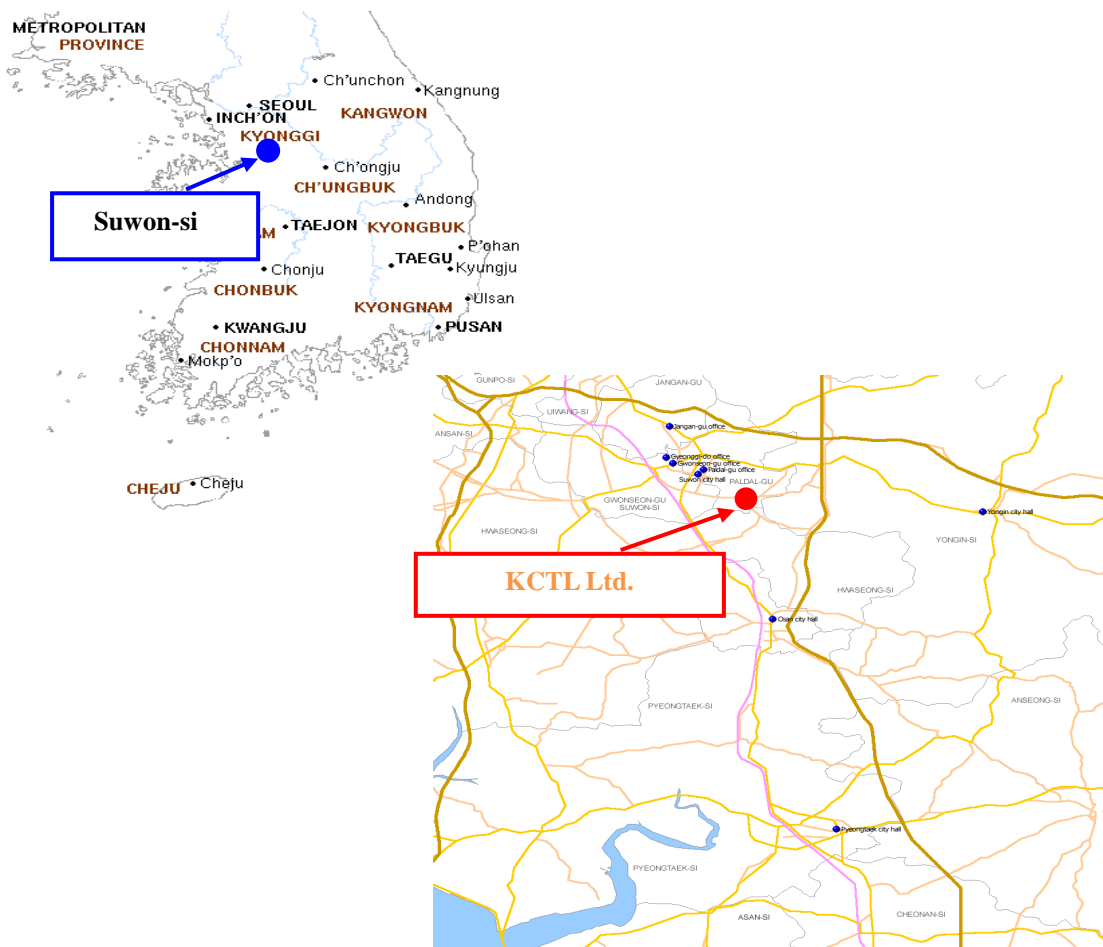 METROPOLITAN
PROVINCE
Ch'unchon
Kangnung
SEOUL
KANGWON
INCH'ON
KYONGGI
Ch'ongju
CH'UNGBUK
Suwon-si
Andong
AM
TAEJON
KYONGBUK
P'ohan
TAEGU
Kyungju
Chonju
CHONBUK
KYONGNAM
Ulsan
KWANGJU
PUSAN
CHONNAM
Mokp'o
CHEJU
Cheju
GUNPO-SI
JANGAN-GU
UIWANG-SI
ANSAN-SI
Jangan-gu office
Gyeonggi-do office
Gwonseon-gu office
Paldal-gu office
Suwon city hall
PALDAL-GU
GWONSEON-GU
SUWON-SI
Yongin city hall
HWASEONG-SI
YONGIN-SI
KCTL Ltd.
HWASEONG-SI
Osan city hall
ANSEONG-SI
PYEONGTAEK-SI
Pyeongtaek city hall
PYEONGTAEK-SI
ASAN-SI
CHEONAN-SI